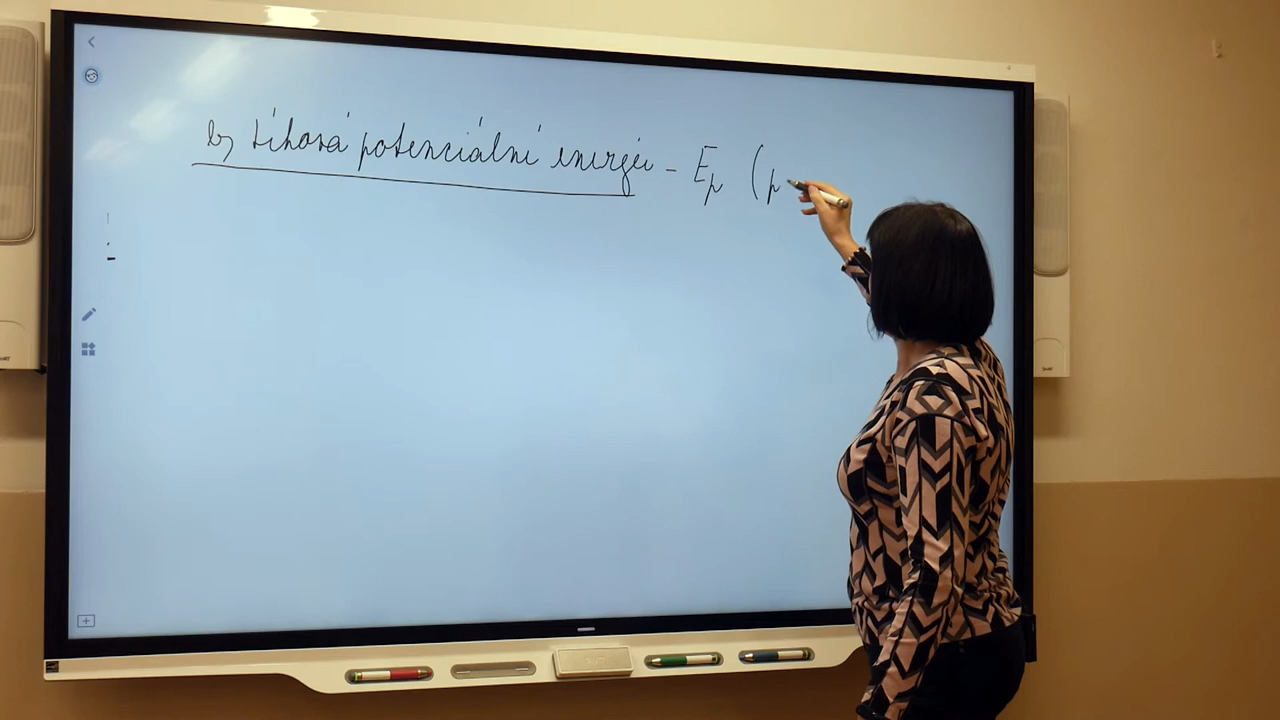 b) tíhová potenciální energie - Ep (p